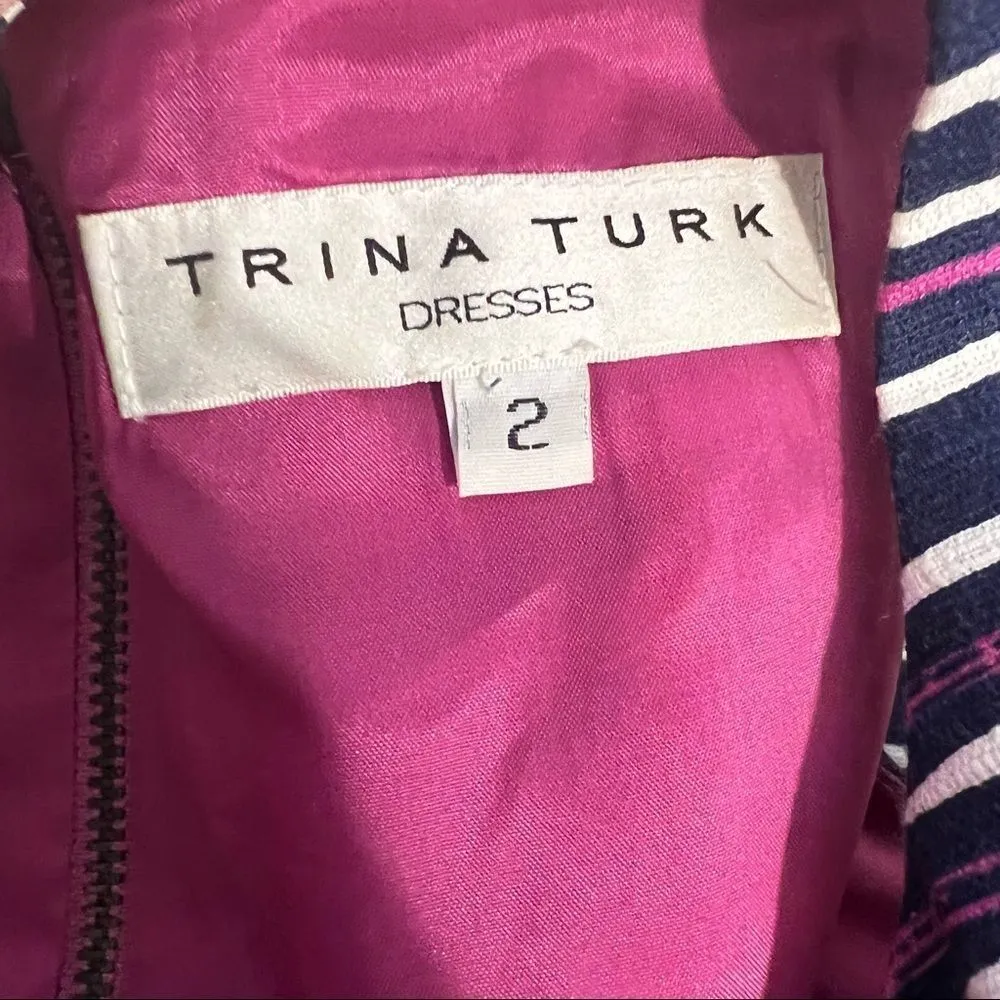 TRINA TURK
DRESSES
2